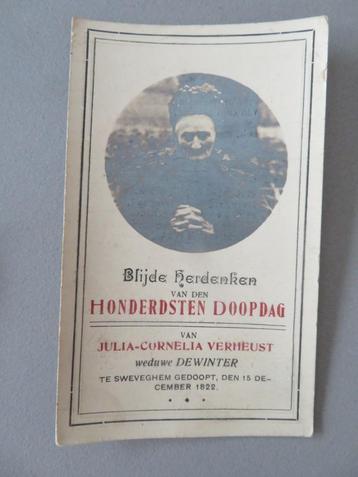 Blijde Herdenken
VAN DEN
HONDERDSTEN DOOPDAG
VAN
JULIA-CORNELIA VERHEUST
weduwe DEWINTER
TE SWEVEGHEM GEDOOPT, DEN 15 DE-
CEMBER 1822.